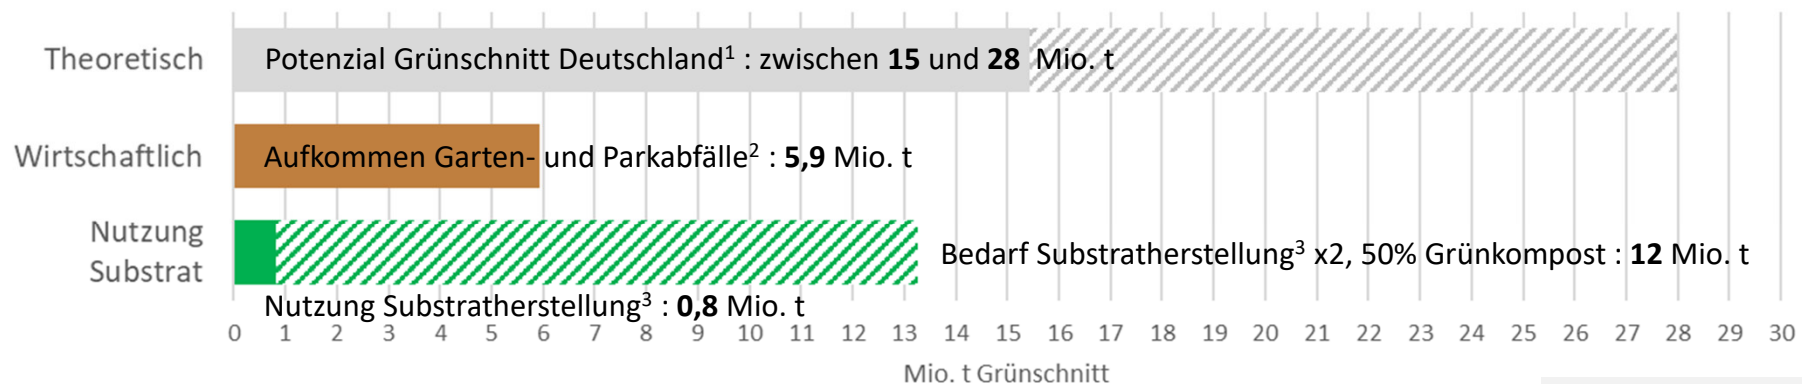 Theoretisch
Potenzial Grünschnitt Deutschland¹ : zwischen 15 und 28 Mio. t
Wirtschaftlich
Aufkommen Garten- und Parkabfälle² : 5,9 Mio. t
Nutzung
Substrat
Bedarf Substratherstellung³ x2, 50% Grünkompost : 12 Mio. t
Nutzung Substratherstellung³ : 0,8 Mio. t
0 1 2 3 4 5 6 7 8 9 10 11 12 13 14 15 16 17 18 19 20 21 22 23 24 25 26 27 28 29 30
Mio. t Grünschnitt